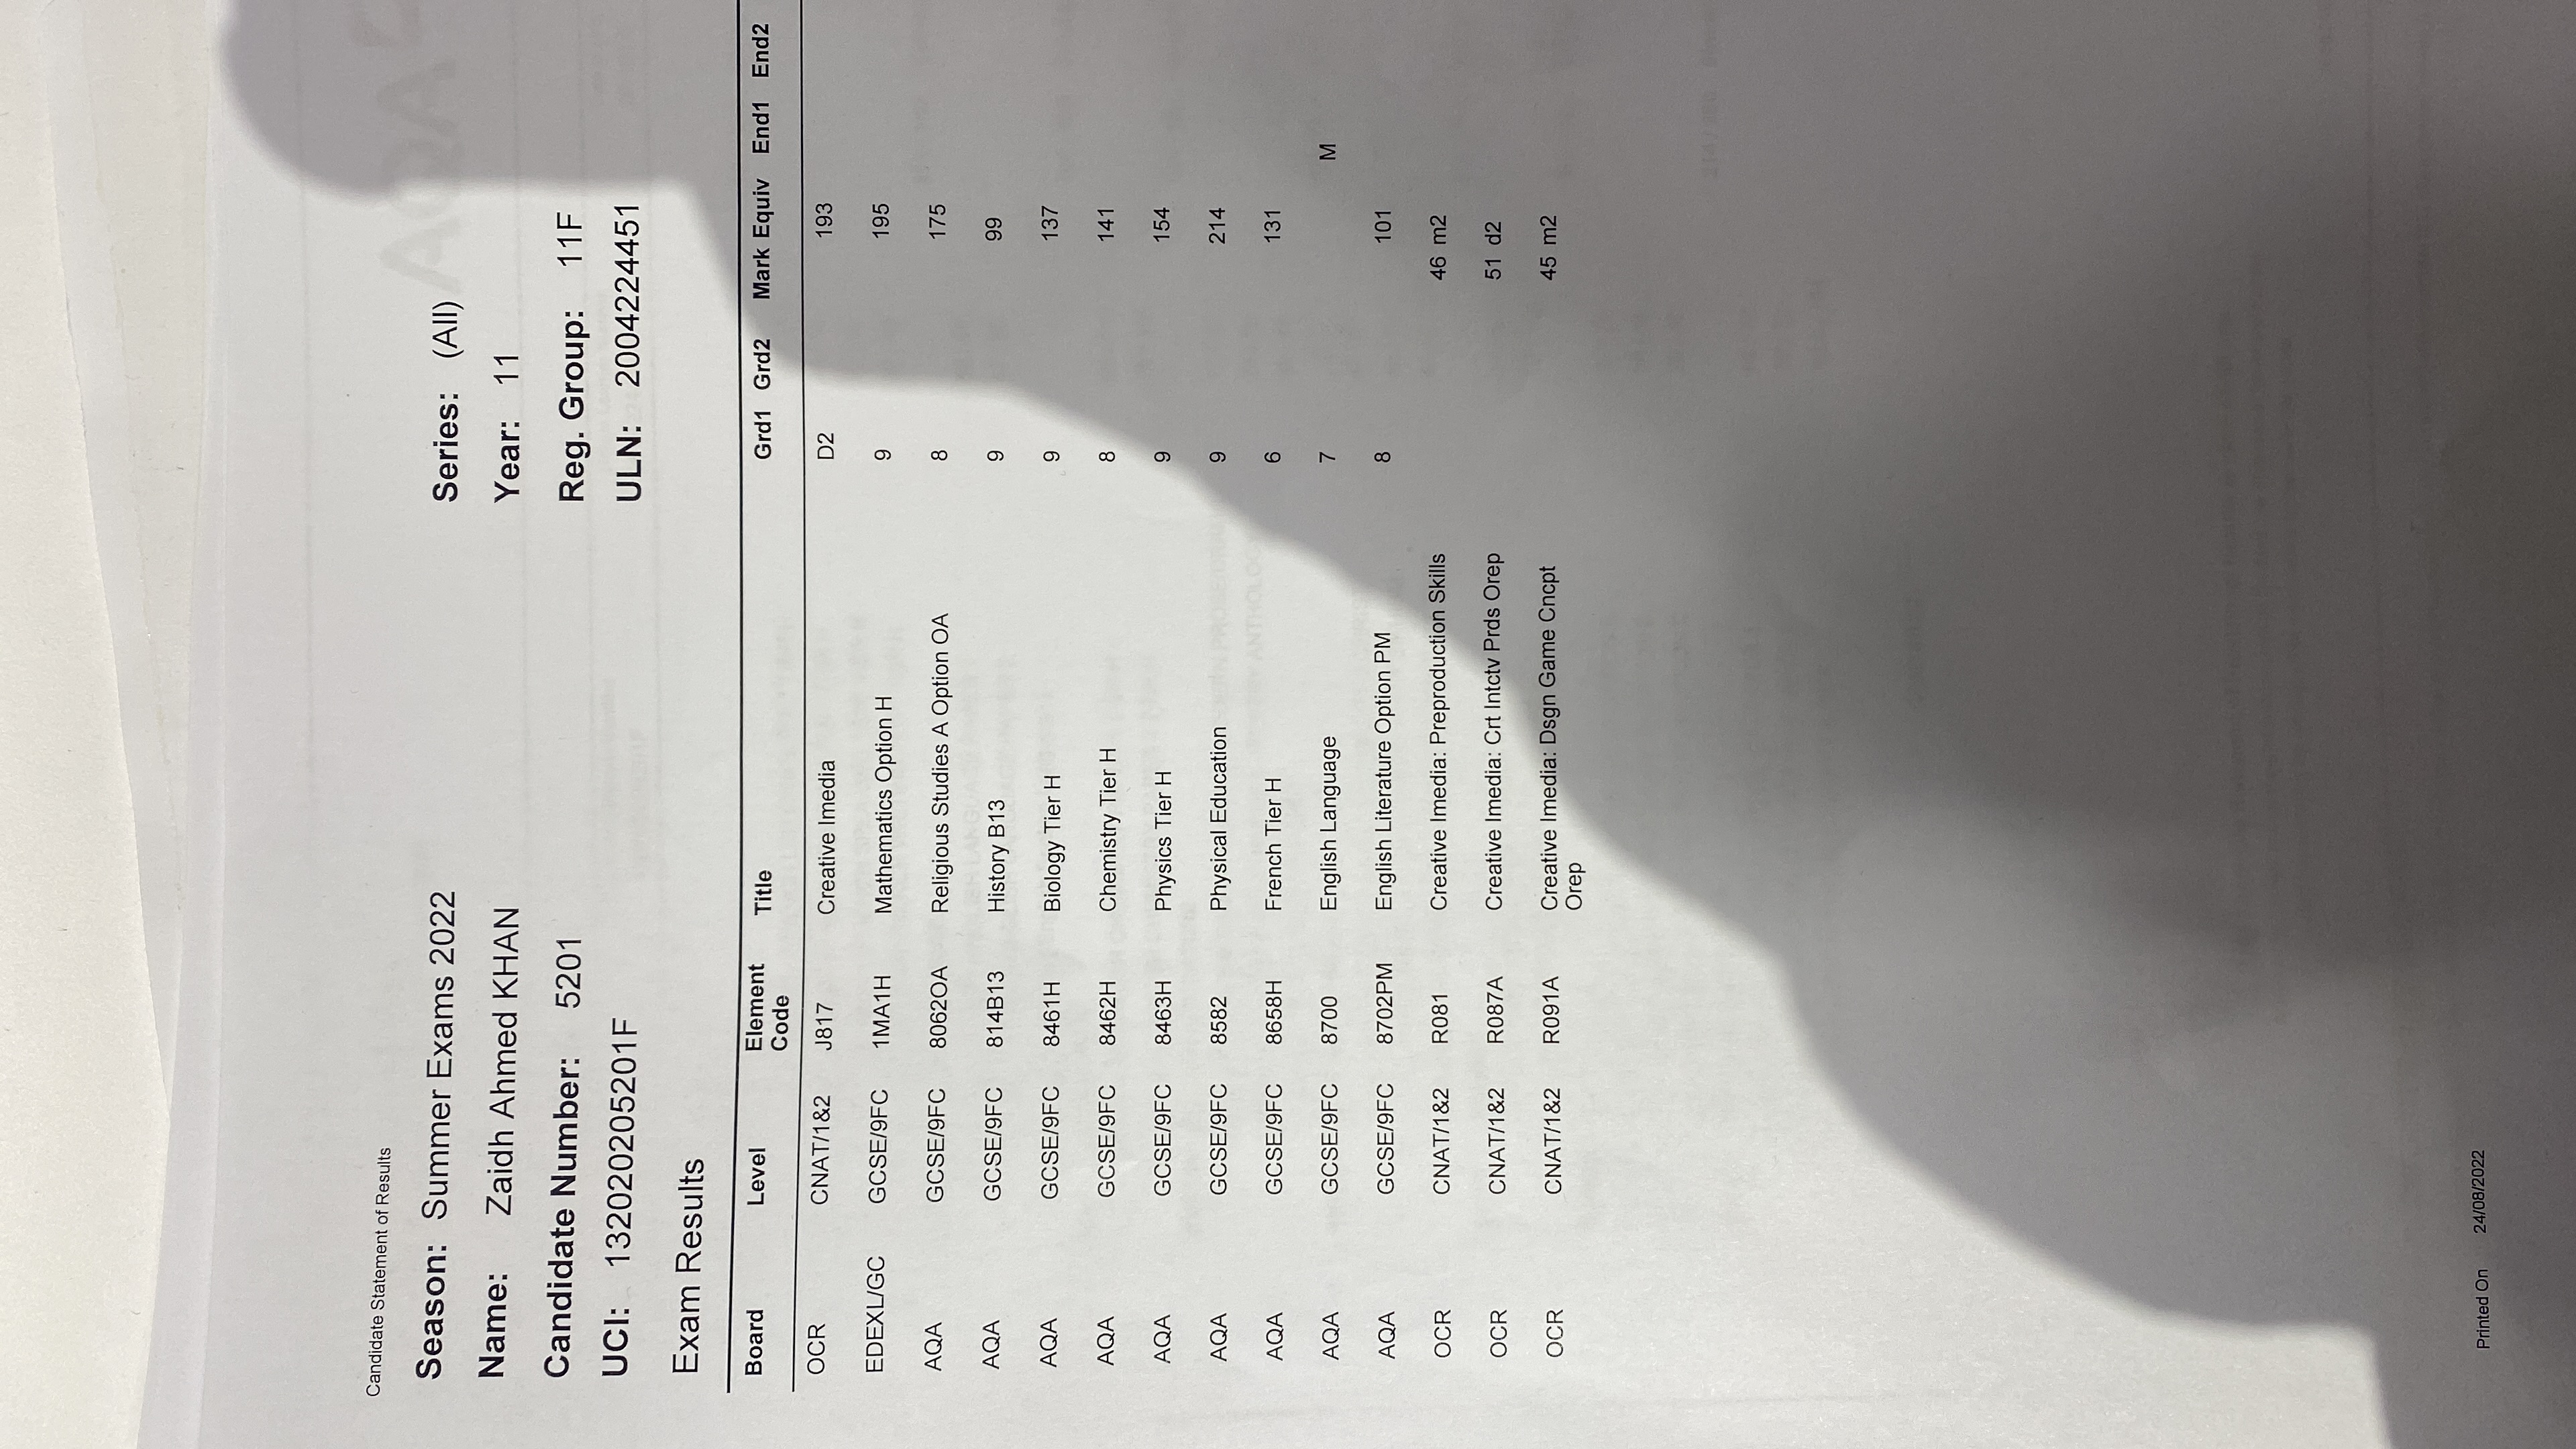 Candidate Statement of Results
Season: Summer Exams 2022 Series: (All)
Name: Zaidh Ahmed KHAN Year: 11
Candidate Number: 5201 Reg. Group: 11F
UCI: 132020205201F ULN: 2004224451
Exam Results
Board Level Element Code Title Grd1 Grd2 Mark Equiv End1 End2
OCR CNAT/1&2 J817 Creative Imedia D2 193
EDEXL/GC GCSE/9FC 1MA1H Mathematics Option H 9 195
AQA GCSE/9FC 8062OA Religious Studies A Option OA 8 175
AQA GCSE/9FC 814B13 History B13 9 99
AQA GCSE/9FC 8461H Biology Tier H 9 137
AQA GCSE/9FC 8462H Chemistry Tier H 8 141
AQA GCSE/9FC 8463H Physics Tier H 9 154
AQA GCSE/9FC 8582 Physical Education 9 214
AQA GCSE/9FC 8658H French Tier H 6 131
AQA GCSE/9FC 8700 English Language 7 M
AQA GCSE/9FC 8702PM English Literature Option PM 8 101
OCR CNAT/1&2 R081 Creative Imedia: Preproduction Skills 46 m2
OCR CNAT/1&2 R087A Creative Imedia: Crt Intctv Prds Orep 51 d2
OCR CNAT/1&2 R091A Creative Imedia: Dsgn Game Cncpt 45 m2
Orep
Printed On 24/08/2022